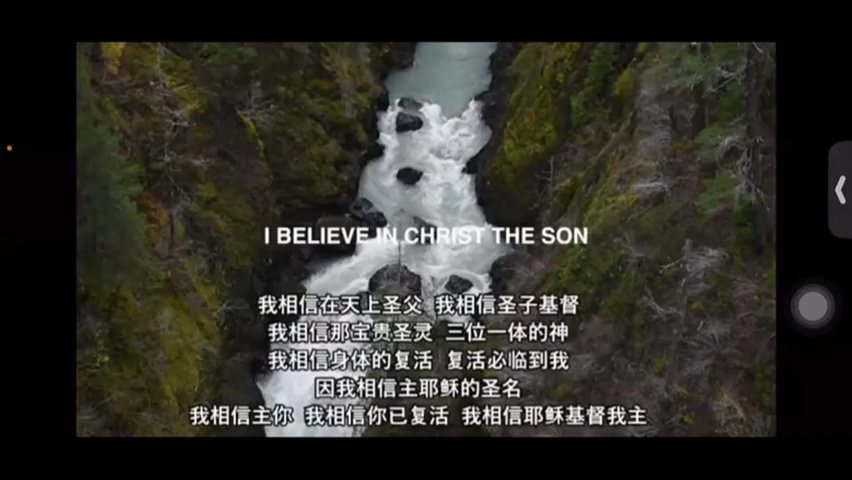 I BELIEVE IN CHRIST THE SON
我相信在天上圣父 我相信圣子基督
我相信那宝贵圣灵 三位一体的神
我相信身体的复活 复活必临到我
因我相信主耶稣的圣名
我相信主你 我相信你已复活 我相信耶稣基督我主